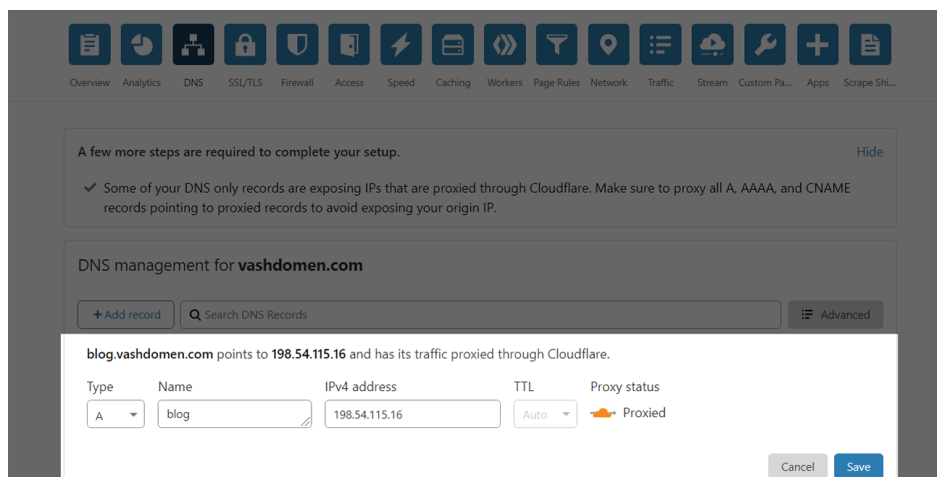 Overview Analytics DNS SSL/TLS Firewall Access Speed Caching Workers Page Rules Network Traffic Stream Custom Pa... Apps Scrape Shi...
A few more steps are required to complete your setup. Hide
Some of your DNS only records are exposing IPs that are proxied through Cloudflare. Make sure to proxy all A, AAAA, and CNAME
records pointing to proxied records to avoid exposing your origin IP.
DNS management for vashdomen.com
+ Add record Search DNS Records Advanced
blog.vashdomen.com points to 198.54.115.16 and has its traffic proxied through Cloudflare.
Type Name IPv4 address TTL Proxy status
A blog 198.54.115.16 Auto Proxied
Cancel Save